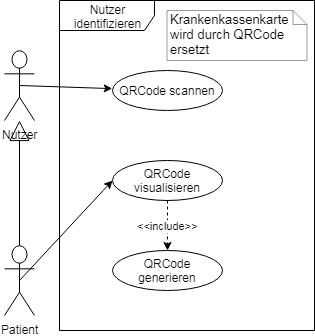 Nutzer
identifizieren
Krankenkassenkarte
wird durch QRCode
ersetzt
QRCode scannen
Nutzer
QRCode
visualisieren
<<include>>
QRCode
generieren
Patient